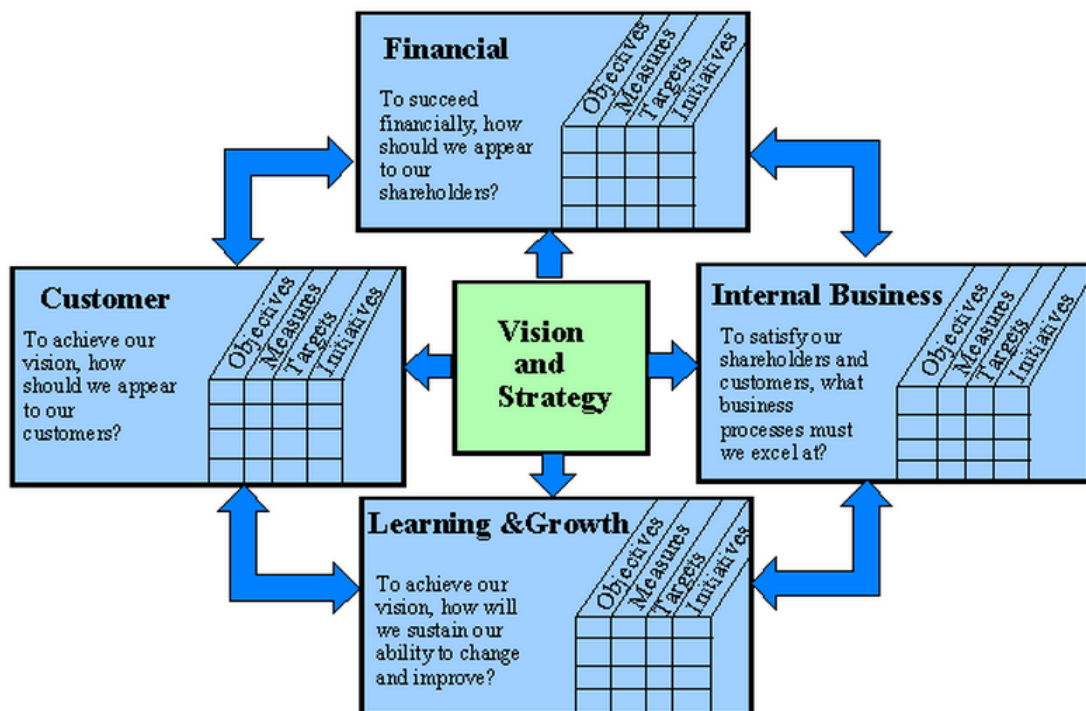 Financial
To succeed
financially, how
should we appear
to our
shareholders?
Objectives
Measures
Targets
Initiatives
Customer
To achieve our
vision, how
should we appear
to our
customers?
Objectives
Measures
Targets
Initiatives
Vision
and
Strategy
Internal Business
To satisfy our
shareholders and
customers, what
business
processes must
we excel at?
Objectives
Measures
Targets
Initiatives
Learning &Growth
To achieve our
vision, how will
we sustain our
ability to change
and improve?
Objectives
Measures
Targets
Initiatives